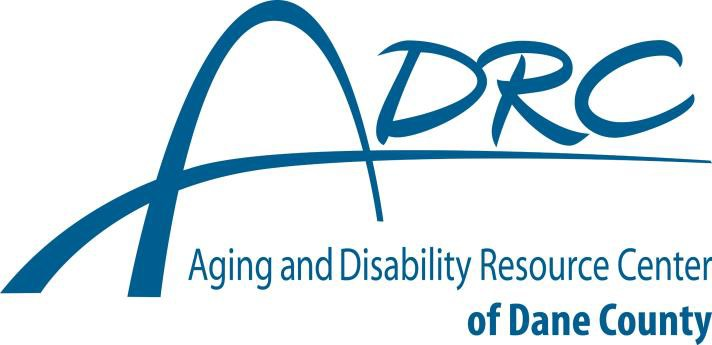 ADRC
Aging and Disability Resource Center
of Dane County